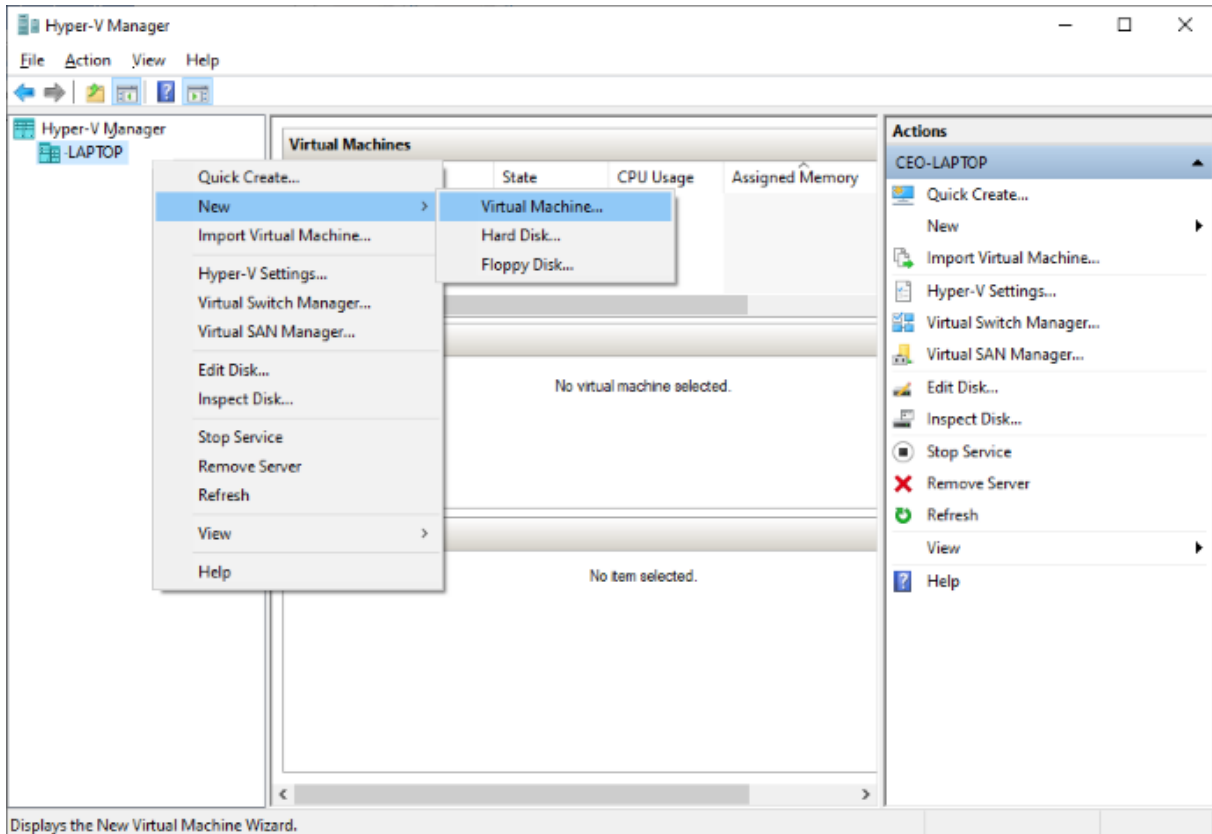 Hyper-V Manager
File Action View Help
Hyper-V Manager
-LAPTOP
Virtual Machines
State CPU Usage Assigned Memory
Quick Create...
New
Import Virtual Machine...
Hyper-V Settings...
Virtual Switch Manager...
Virtual SAN Manager...
Edit Disk...
Inspect Disk...
Stop Service
Remove Server
Refresh
View
Help
Virtual Machine...
Hard Disk...
Floppy Disk...
No virtual machine selected.
No item selected.
Actions
CEO-LAPTOP
Quick Create...
New
Import Virtual Machine...
Hyper-V Settings...
Virtual Switch Manager...
Virtual SAN Manager...
Edit Disk...
Inspect Disk...
Stop Service
Remove Server
Refresh
View
Help
Displays the New Virtual Machine Wizard.